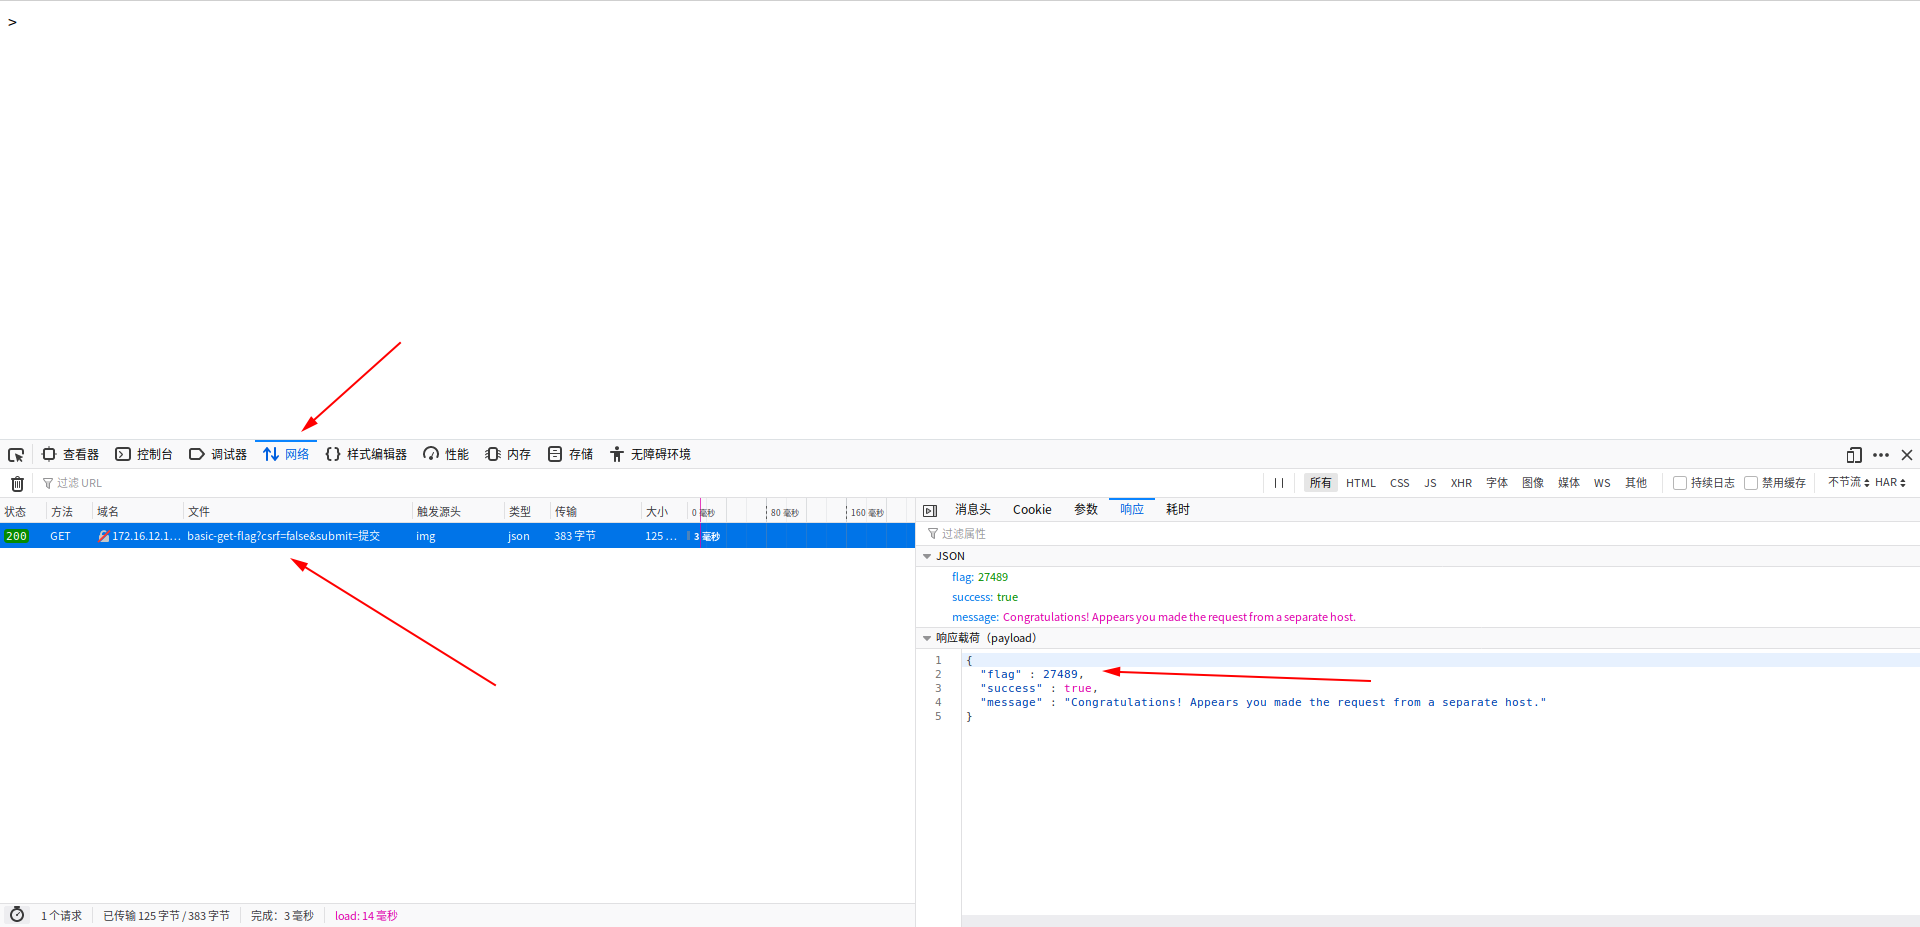 >
查看器 控制台 调试器 网络 样式编辑器 性能 内存 存储 无障碍环境
过滤 URL
所有 HTML CSS JS XHR 字体 图像 媒体 WS 其他 持续日志 禁用缓存 不节流 HAR
状态 方法 域名 文件 触发源头 类型 传输 大小 0 毫秒 80 毫秒 160 毫秒
200 GET 172.16.12.1… basic-get-flag?csrf=false&submit=提交 img json 383 字节 125 … 3 毫秒
消息头 Cookie 参数 响应 耗时
过滤属性
JSON
flag: 27489
success: true
message: Congratulations! Appears you made the request from a separate host.
响应载荷（payload）
1 {
2 "flag" : 27489,
3 "success" : true,
4 "message" : "Congratulations! Appears you made the request from a separate host."
5 }
1 个请求 已传输 125 字节 / 383 字节 完成：3 毫秒 load: 14 毫秒